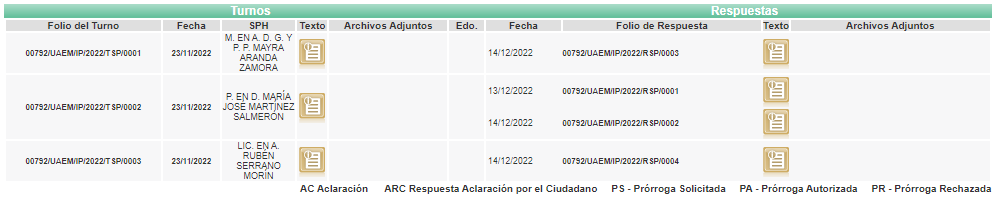 Turnos Respuestas
Folio del Turno Fecha SPH Texto Archivos Adjuntos Edo. Fecha Folio de Respuesta Texto Archivos Adjuntos
00792/UAEM/IP/2022/TSP/0001 23/11/2022 M. EN A. D. G. Y P. P. MAYRA ARANDA ZAMORA 14/12/2022 00792/UAEM/IP/2022/RSP/0003
00792/UAEM/IP/2022/TSP/0002 23/11/2022 P. EN D. MARÍA JOSÉ MARTÍNEZ SALMERÓN 13/12/2022 00792/UAEM/IP/2022/RSP/0001
14/12/2022 00792/UAEM/IP/2022/RSP/0002
00792/UAEM/IP/2022/TSP/0003 23/11/2022 LIC. EN A. RUBÉN SERRANO MORÍN 14/12/2022 00792/UAEM/IP/2022/RSP/0004
AC Aclaración ARC Respuesta Aclaración por el Ciudadano PS - Prórroga Solicitada PA - Prórroga Autorizada PR - Prórroga Rechazada